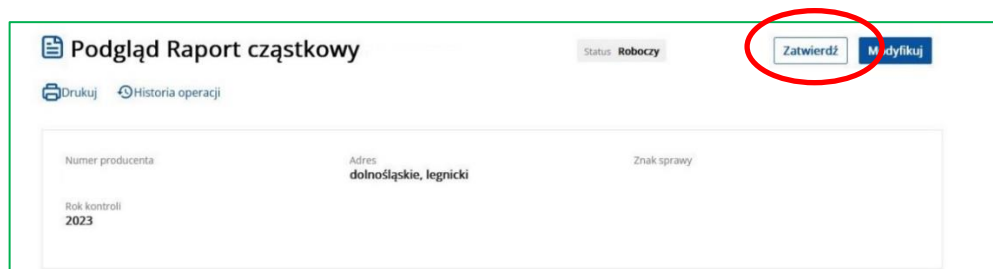 Podgląd Raport cząstkowy
Status Roboczy
Zatwierdź
Modyfikuj
Drukuj
Historia operacji
Numer producenta
Adres
Znak sprawy
dolnośląskie, legnicki
Rok kontroli
2023